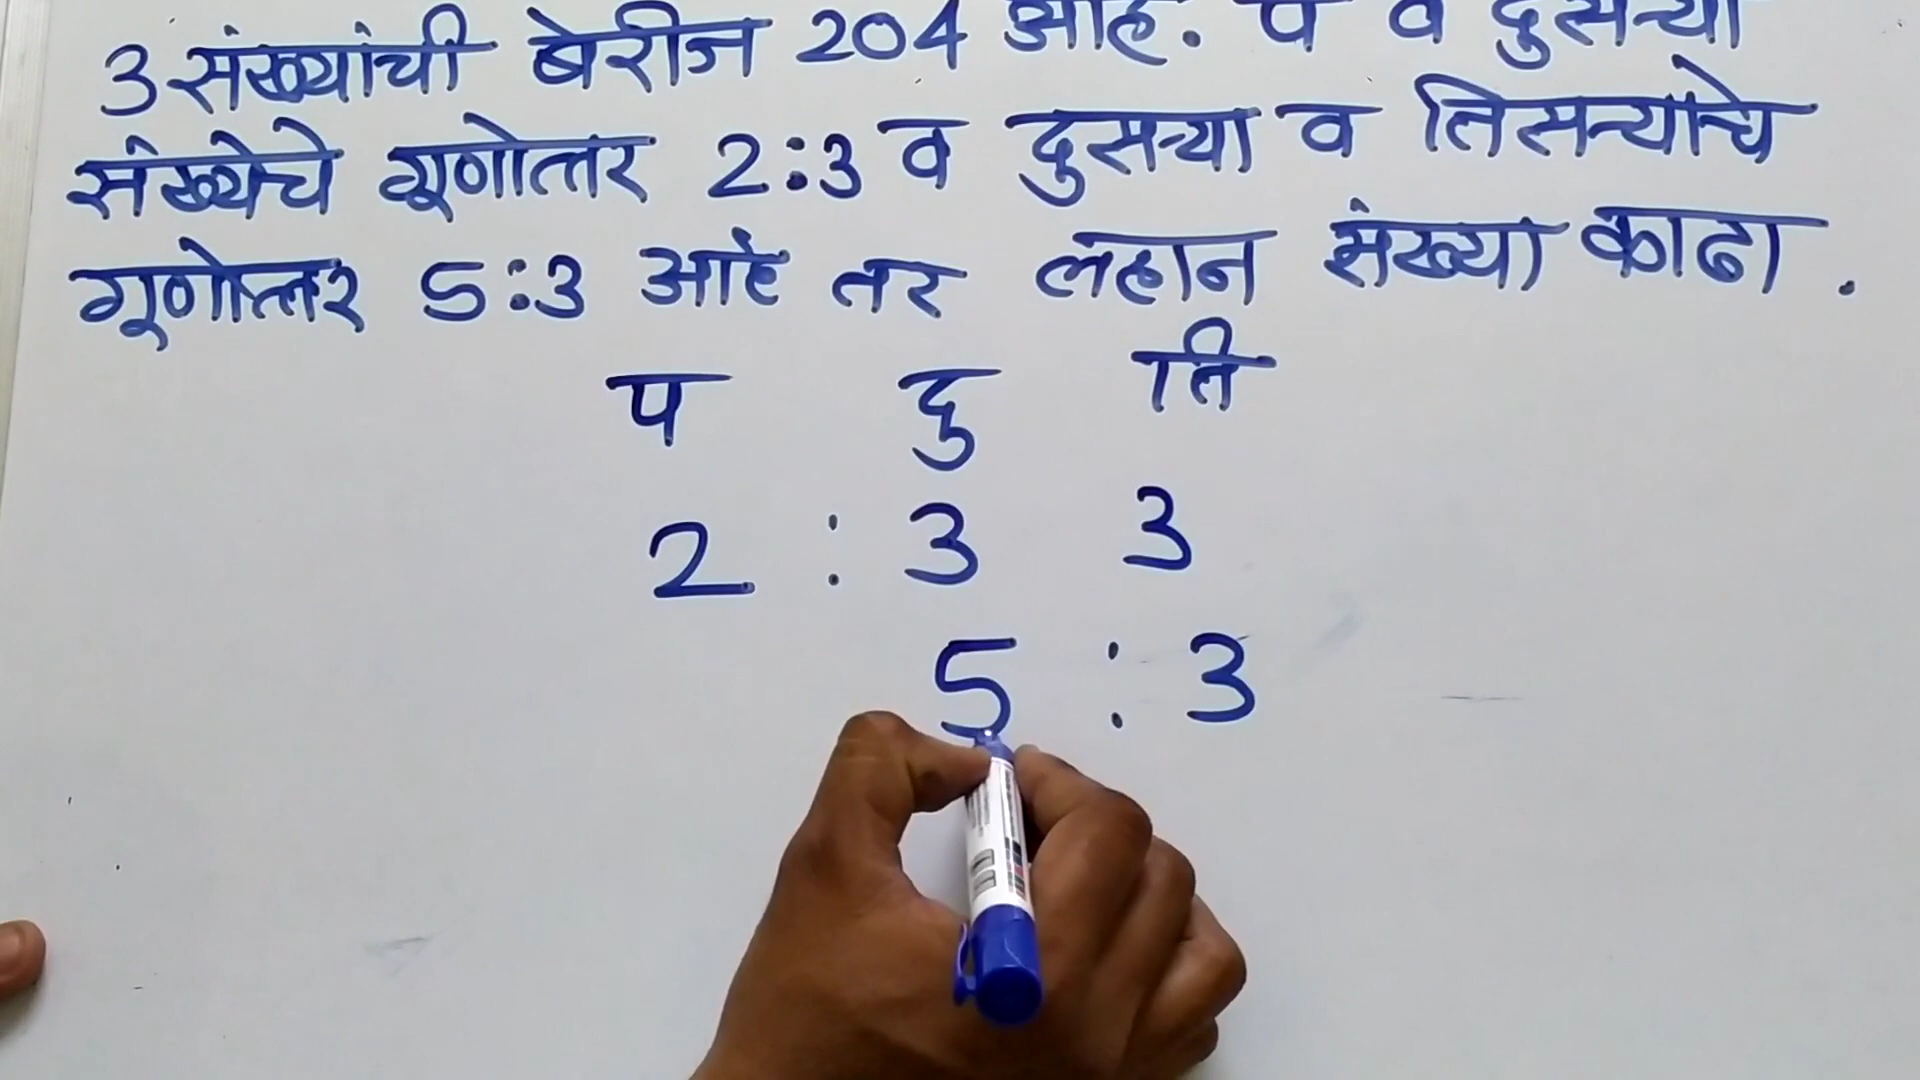 3 संख्यांची बेरीज 204 आहे. प व दुसऱ्या
संख्येचे गूणोत्तर 2:3 व दुसऱ्या व तिसऱ्याचे
गूणोत्तर 5:3 आहे तर लहान संख्या काढा .
प दु ति
2 : 3 3
5 : 3